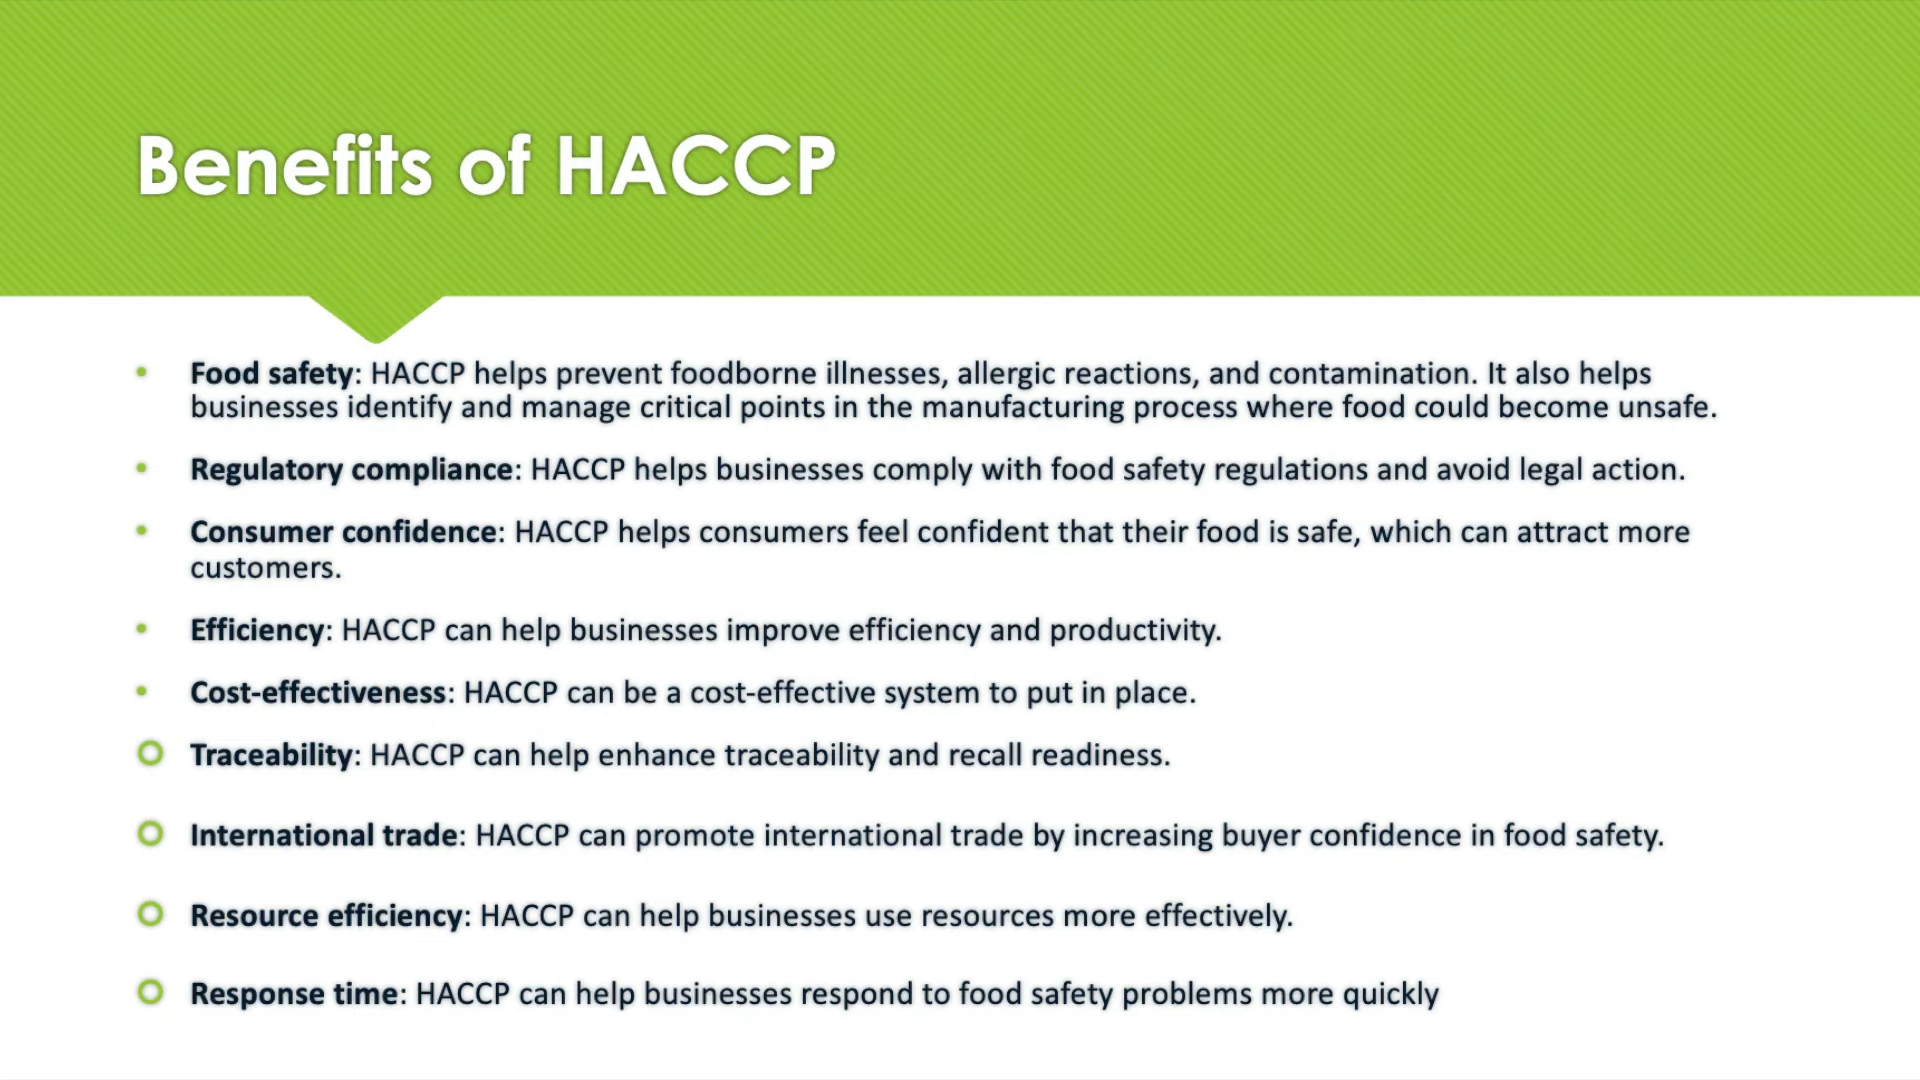 Benefits of HACCP
• Food safety: HACCP helps prevent foodborne illnesses, allergic reactions, and contamination. It also helps
businesses identify and manage critical points in the manufacturing process where food could become unsafe.
• Regulatory compliance: HACCP helps businesses comply with food safety regulations and avoid legal action.
• Consumer confidence: HACCP helps consumers feel confident that their food is safe, which can attract more
customers.
• Efficiency: HACCP can help businesses improve efficiency and productivity.
• Cost-effectiveness: HACCP can be a cost-effective system to put in place.
Traceability: HACCP can help enhance traceability and recall readiness.
International trade: HACCP can promote international trade by increasing buyer confidence in food safety.
Resource efficiency: HACCP can help businesses use resources more effectively.
Response time: HACCP can help businesses respond to food safety problems more quickly